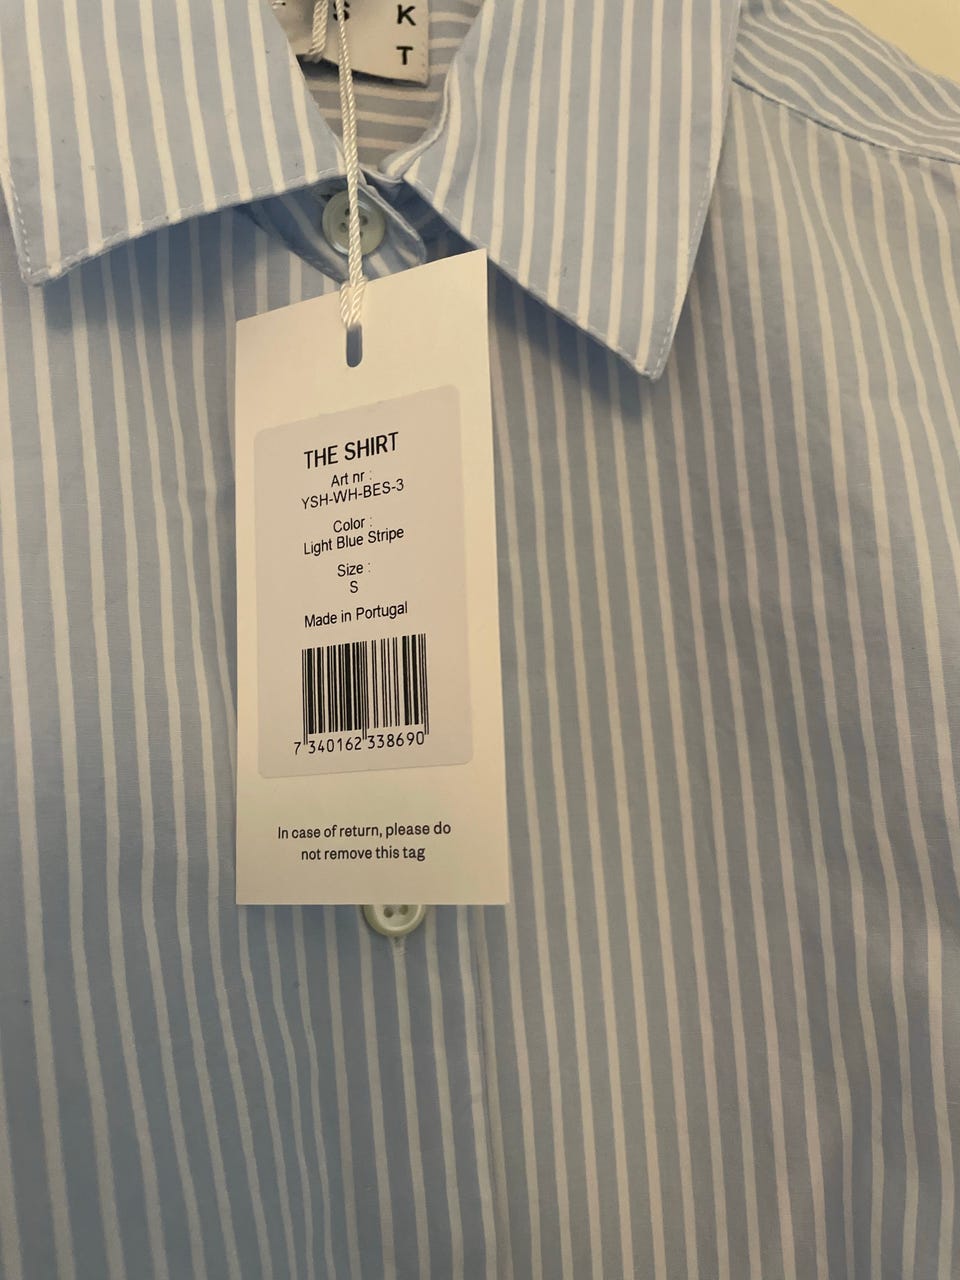 S K
T
THE SHIRT
Art nr :
YSH-WH-BES-3
Color :
Light Blue Stripe
Size :
S
Made in Portugal
7 340162 338690
In case of return, please do
not remove this tag